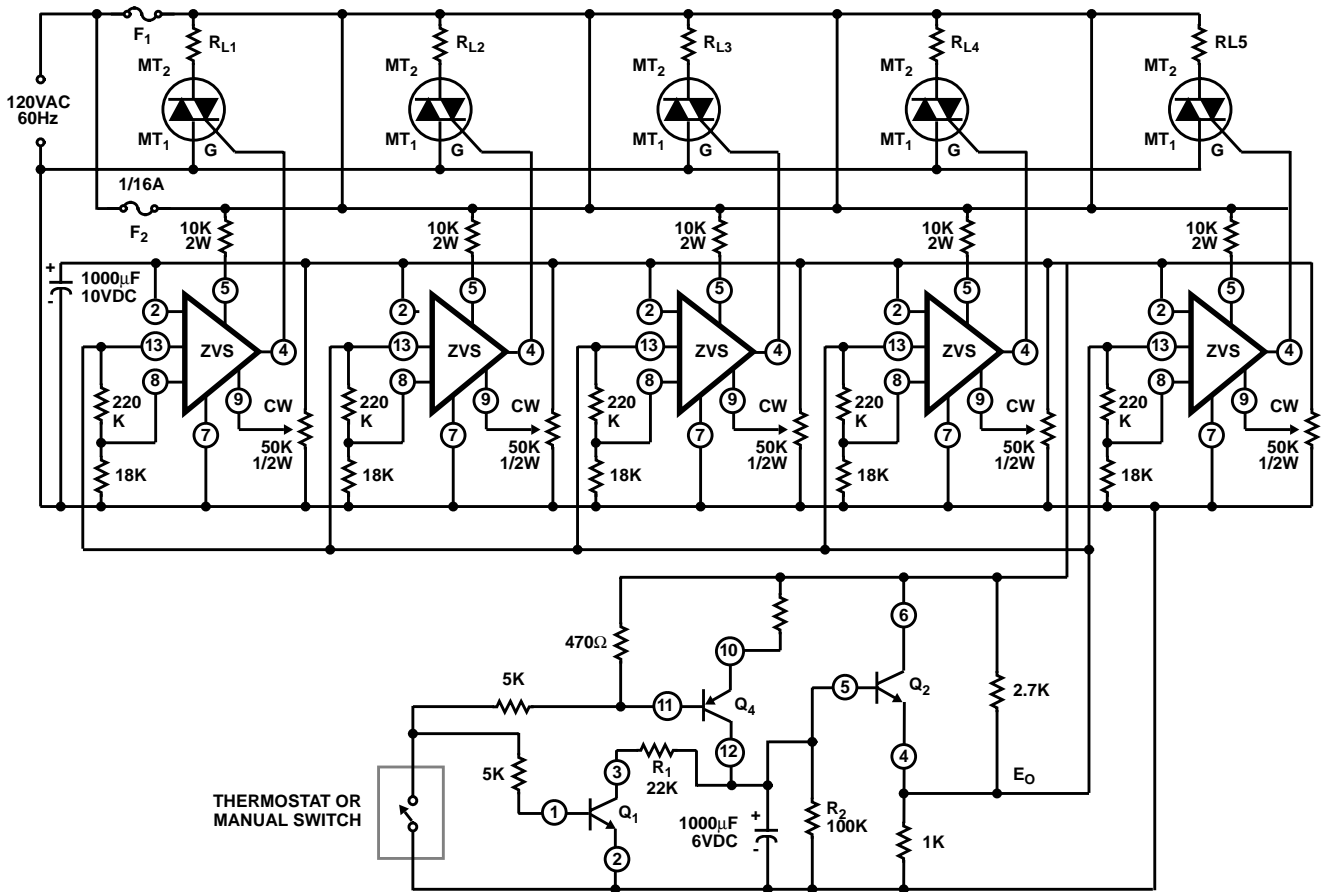 F1
RL1
RL2
RL3
RL4
RL5
MT2
MT2
MT2
MT2
MT2
120VAC
60Hz
MT1
G
MT1
G
MT1
G
MT1
G
MT1
G
1/16A
F2
10K
2W
10K
2W
10K
2W
10K
2W
10K
2W
+
1000μF
10VDC
-
5
5
5
5
5
2
2
2
2
2
13
ZVS
4
13
ZVS
4
13
ZVS
4
13
ZVS
4
13
ZVS
4
8
9
CW
8
9
CW
8
9
CW
8
9
CW
8
9
CW
220
K
7
50K
1/2W
220
K
7
50K
1/2W
220
K
7
50K
1/2W
220
K
7
50K
1/2W
220
K
7
50K
1/2W
18K
18K
18K
18K
18K
470Ω
10
6
5K
11
Q4
5
Q2
2.7K
12
4
5K
3
R1
22K
EO
THERMOSTAT OR
MANUAL SWITCH
1
Q1
2
1000μF
6VDC
+
-
R2
100K
1K